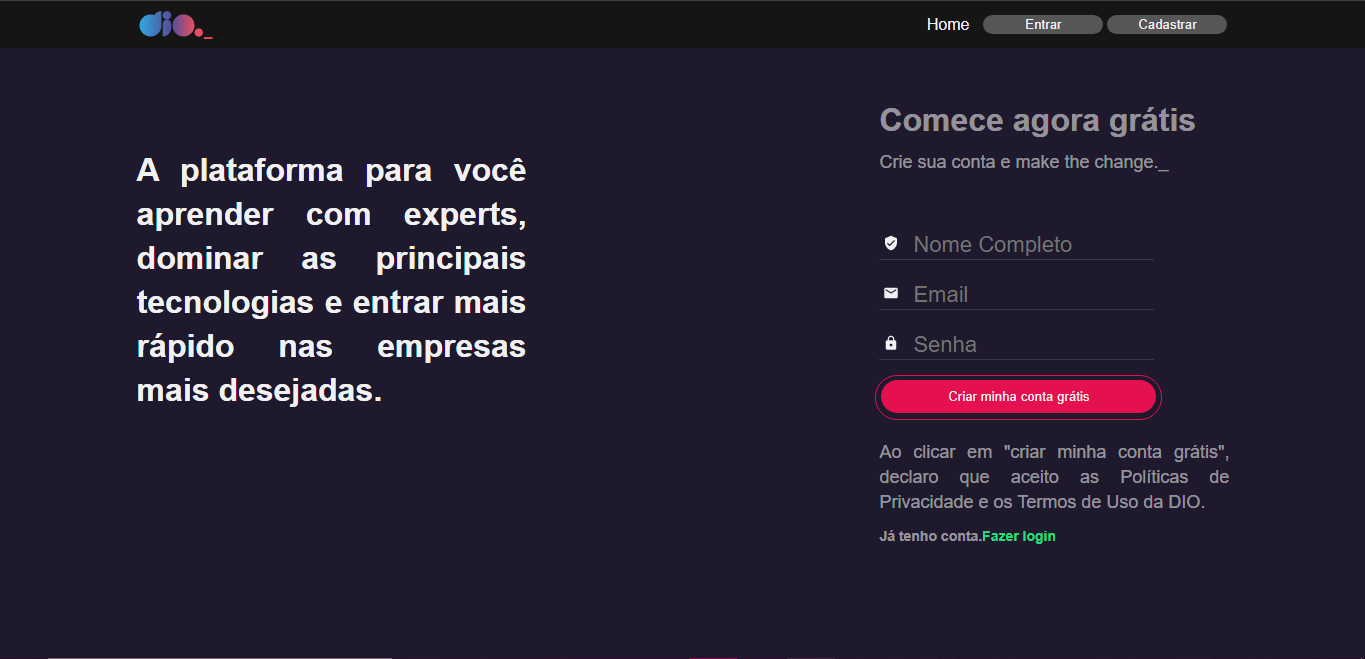 dio._
Home Entrar Cadastrar
A plataforma para você
aprender com experts,
dominar as principais
tecnologias e entrar mais
rápido nas empresas
mais desejadas.
Comece agora grátis
Crie sua conta e make the change._
Nome Completo
Email
Senha
Criar minha conta grátis
Ao clicar em "criar minha conta grátis",
declaro que aceito as Políticas de
Privacidade e os Termos de Uso da DIO.
Já tenho conta.Fazer login